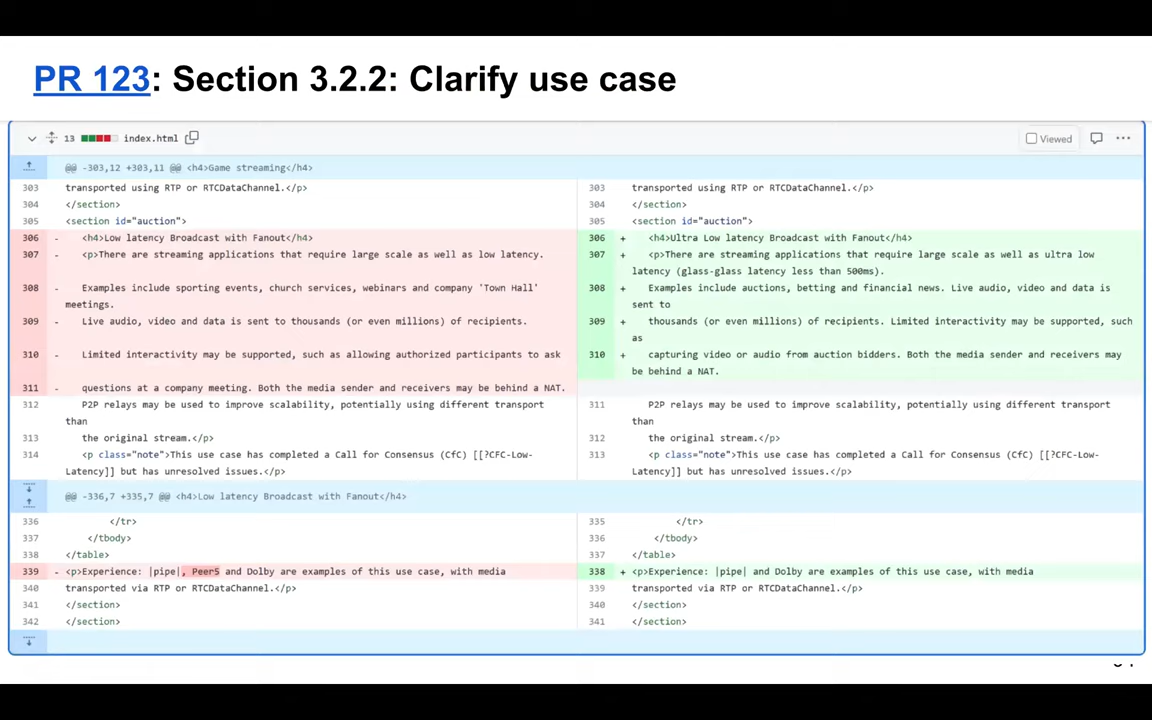 PR 123: Section 3.2.2: Clarify use case
13 index.html
Viewed
@@ -303,12 +303,11 @@ <h4>Game streaming</h4>
303 transported using RTP or RTCDataChannel.</p>
304 </section>
305 <section id="auction">
306 - <h4>Low latency Broadcast with Fanout</h4>
307 - <p>There are streaming applications that require large scale as well as low latency.
308 - Examples include sporting events, church services, webinars and company 'Town Hall'
meetings.
309 - Live audio, video and data is sent to thousands (or even millions) of recipients.
310 - Limited interactivity may be supported, such as allowing authorized participants to ask
311 - questions at a company meeting. Both the media sender and receivers may be behind a NAT.
312 P2P relays may be used to improve scalability, potentially using different transport
than
313 the original stream.</p>
314 <p class="note">This use case has completed a Call for Consensus (CfC) [[?CFC-Low-
Latency]] but has unresolved issues.</p>
303 transported using RTP or RTCDataChannel.</p>
304 </section>
305 <section id="auction">
306 + <h4>Ultra Low latency Broadcast with Fanout</h4>
307 + <p>There are streaming applications that require large scale as well as ultra low
latency (glass-glass latency less than 500ms).
308 + Examples include auctions, betting and financial news. Live audio, video and data is
sent to
309 + thousands (or even millions) of recipients. Limited interactivity may be supported, such
as
310 + capturing video or audio from auction bidders. Both the media sender and receivers may
be behind a NAT.
311 P2P relays may be used to improve scalability, potentially using different transport
than
312 the original stream.</p>
313 <p class="note">This use case has completed a Call for Consensus (CfC) [[?CFC-Low-
Latency]] but has unresolved issues.</p>
@@ -336,7 +335,7 @@ <h4>Low latency Broadcast with Fanout</h4>
336 </tr>
337 </tbody>
338 </table>
339 - <p>Experience: |pipe|, Peer5 and Dolby are examples of this use case, with media
340 transported via RTP or RTCDataChannel.</p>
341 </section>
342 </section>
335 </tr>
336 </tbody>
337 </table>
338 + <p>Experience: |pipe| and Dolby are examples of this use case, with media
339 transported via RTP or RTCDataChannel.</p>
340 </section>
341 </section>